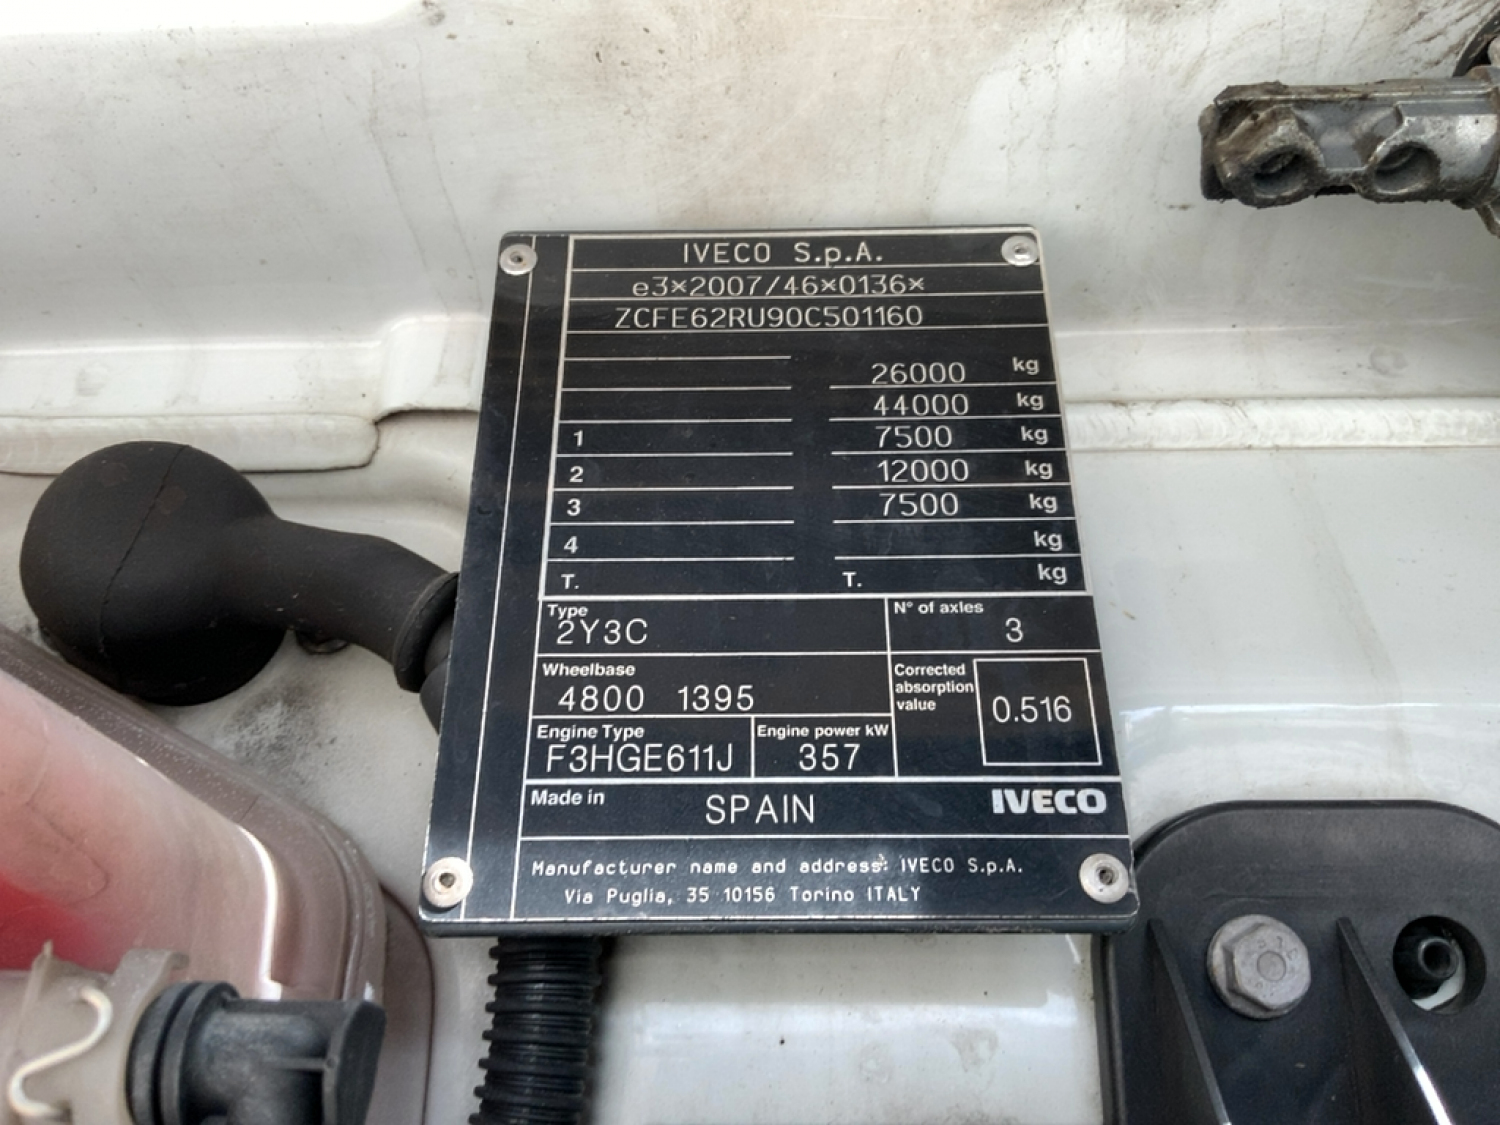 IVECO S.p.A.
e3×2007/46×0136×
ZCFE62RU90C501160
26000 kg
44000 kg
1 7500 kg
2 12000 kg
3 7500 kg
4 kg
T. T. kg
Type N° of axles
2Y3C 3
Wheelbase
4800 1395
Corrected
absorption
value
0.516
Engine Type Engine power kW
F3HGE611J 357
Made in SPAIN IVECO
Manufacturer name and address: IVECO S.p.A.
Via Puglia, 35 10156 Torino ITALY